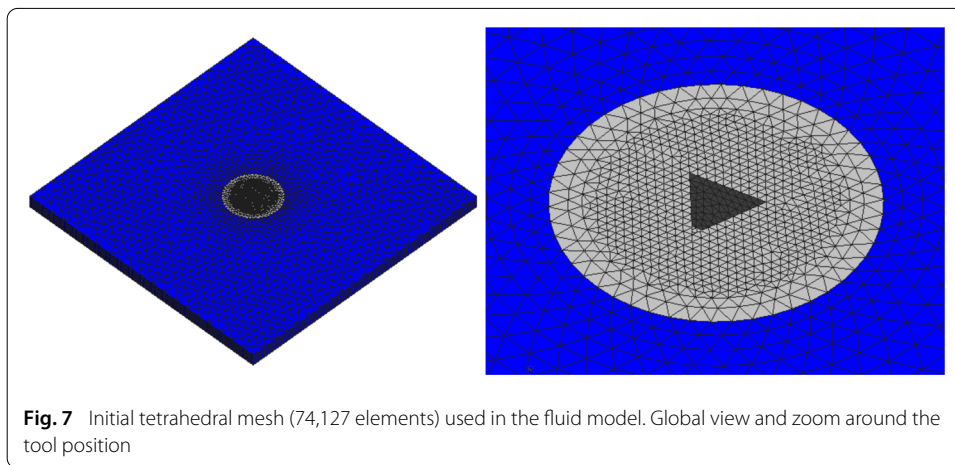 Fig. 7 Initial tetrahedral mesh (74,127 elements) used in the fluid model. Global view and zoom around the
tool position